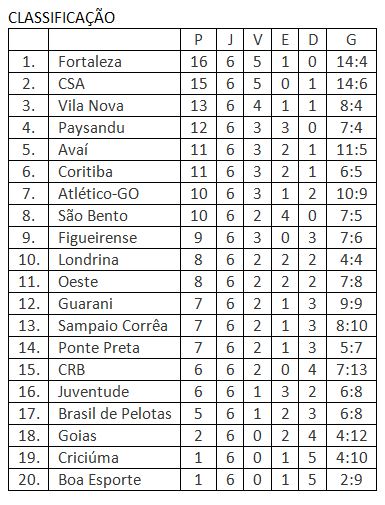 CLASSIFICAÇÃO
P J V E D G
1. Fortaleza 16 6 5 1 0 14:4
2. CSA 15 6 5 0 1 14:6
3. Vila Nova 13 6 4 1 1 8:4
4. Paysandu 12 6 3 3 0 7:4
5. Avaí 11 6 3 2 1 11:5
6. Coritiba 11 6 3 2 1 6:5
7. Atlético-GO 10 6 3 1 2 10:9
8. São Bento 10 6 2 4 0 7:5
9. Figueirense 9 6 3 0 3 7:6
10. Londrina 8 6 2 2 2 4:4
11. Oeste 8 6 2 2 2 7:8
12. Guarani 7 6 2 1 3 9:9
13. Sampaio Corrêa 7 6 2 1 3 8:10
14. Ponte Preta 7 6 2 1 3 5:7
15. CRB 6 6 2 0 4 7:13
16. Juventude 6 6 1 3 2 6:8
17. Brasil de Pelotas 5 6 1 2 3 6:8
18. Goias 2 6 0 2 4 4:12
19. Criciúma 1 6 0 1 5 4:10
20. Boa Esporte 1 6 0 1 5 2:9